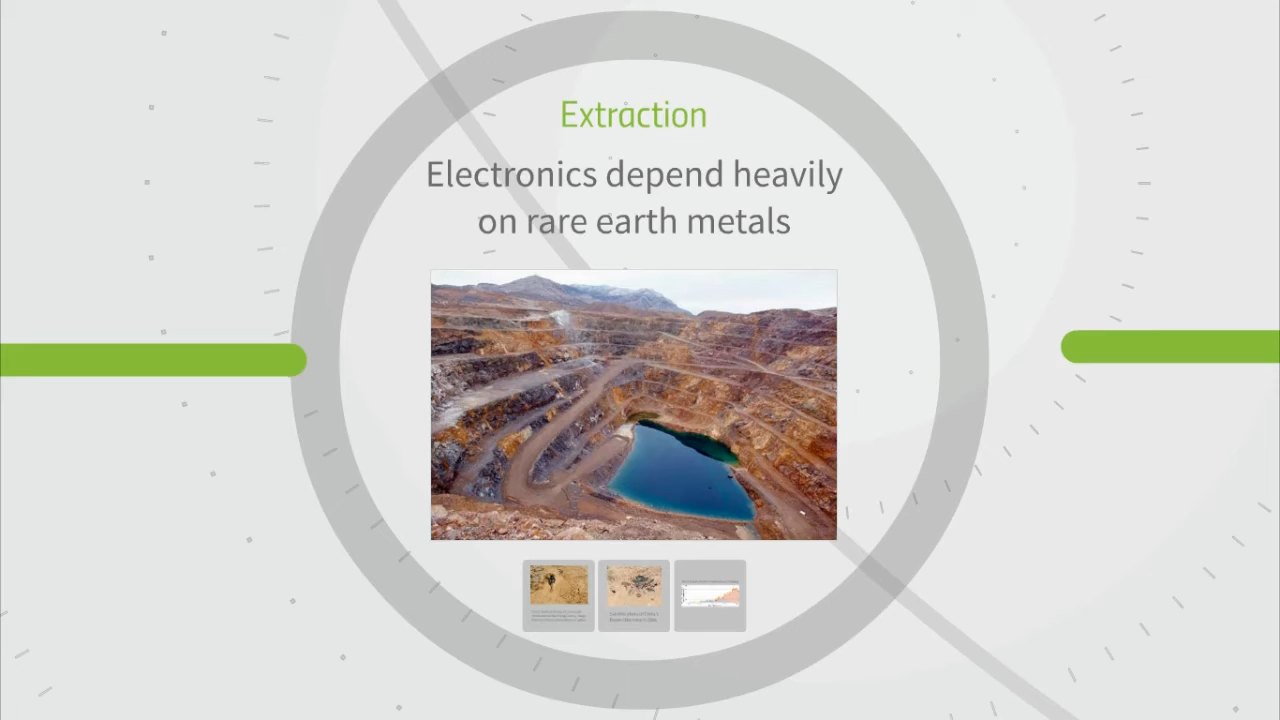 Extraction
Electronics depend heavily
on rare earth metals